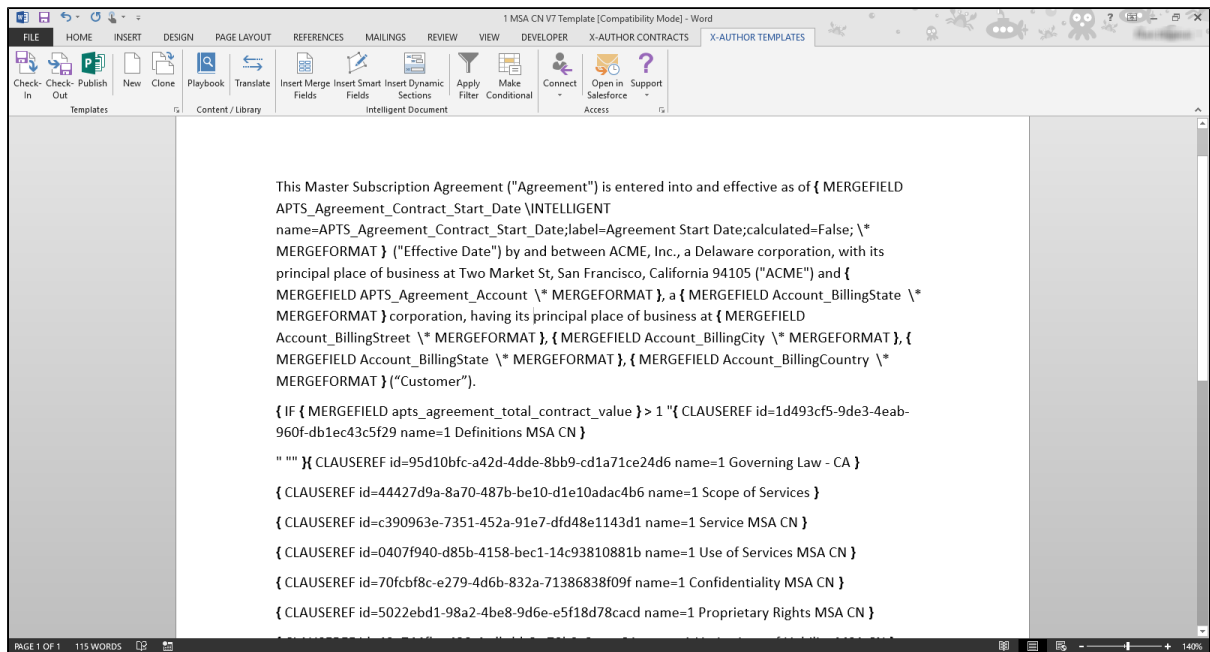 1 MSA CN V7 Template [Compatibility Mode] - Word
FILE HOME INSERT DESIGN PAGE LAYOUT REFERENCES MAILINGS REVIEW VIEW DEVELOPER X-AUTHOR CONTRACTS X-AUTHOR TEMPLATES
Check- Check- Publish New Clone Playbook Translate Insert Merge Insert Smart Insert Dynamic Apply Make Connect Open in Support
In Out Fields Fields Sections Filter Conditional Salesforce
Templates Content / Library Intelligent Document Access
This Master Subscription Agreement ("Agreement") is entered into and effective as of { MERGEFIELD
APTS_Agreement_Contract_Start_Date \INTELLIGENT
name=APTS_Agreement_Contract_Start_Date;label=Agreement Start Date;calculated=False; \*
MERGEFORMAT } ("Effective Date") by and between ACME, Inc., a Delaware corporation, with its
principal place of business at Two Market St, San Francisco, California 94105 ("ACME") and {
MERGEFIELD APTS_Agreement_Account \* MERGEFORMAT }, a { MERGEFIELD Account_BillingState \*
MERGEFORMAT } corporation, having its principal place of business at { MERGEFIELD
Account_BillingStreet \* MERGEFORMAT }, { MERGEFIELD Account_BillingCity \* MERGEFORMAT }, {
MERGEFIELD Account_BillingState \* MERGEFORMAT }, { MERGEFIELD Account_BillingCountry \*
MERGEFORMAT } (“Customer”).
{ IF { MERGEFIELD apts_agreement_total_contract_value } > 1 "{ CLAUSEREF id=1d493cf5-9de3-4eab-
960f-db1ec43c5f29 name=1 Definitions MSA CN }
" "" }{ CLAUSEREF id=95d10bfc-a42d-4dde-8bb9-cd1a71ce24d6 name=1 Governing Law - CA }
{ CLAUSEREF id=44427d9a-8a70-487b-be10-d1e10adac4b6 name=1 Scope of Services }
{ CLAUSEREF id=c390963e-7351-452a-91e7-dfd48e1143d1 name=1 Service MSA CN }
{ CLAUSEREF id=0407f940-d85b-4158-bec1-14c93810881b name=1 Use of Services MSA CN }
{ CLAUSEREF id=70fcbf8c-e279-4d6b-832a-71386838f09f name=1 Confidentiality MSA CN }
{ CLAUSEREF id=5022ebd1-98a2-4be8-9d6e-e5f18d78cacd name=1 Proprietary Rights MSA CN }
PAGE 1 OF 1 115 WORDS 140%